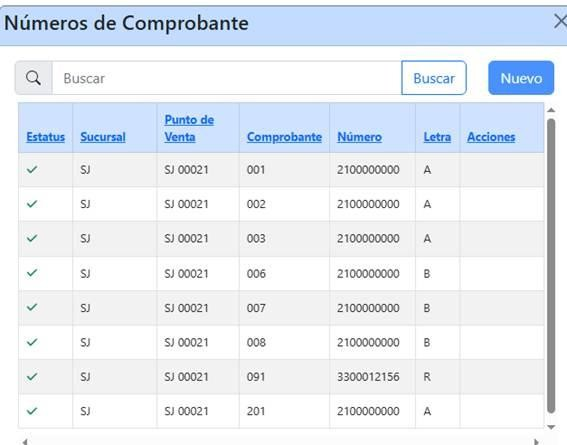 Números de Comprobante
Buscar Buscar Nuevo
Estatus Sucursal Punto de Venta Comprobante Número Letra Acciones
SJ SJ 00021 001 2100000000 A
SJ SJ 00021 002 2100000000 A
SJ SJ 00021 003 2100000000 A
SJ SJ 00021 006 2100000000 B
SJ SJ 00021 007 2100000000 B
SJ SJ 00021 008 2100000000 B
SJ SJ 00021 091 3300012156 R
SJ SJ 00021 201 2100000000 A